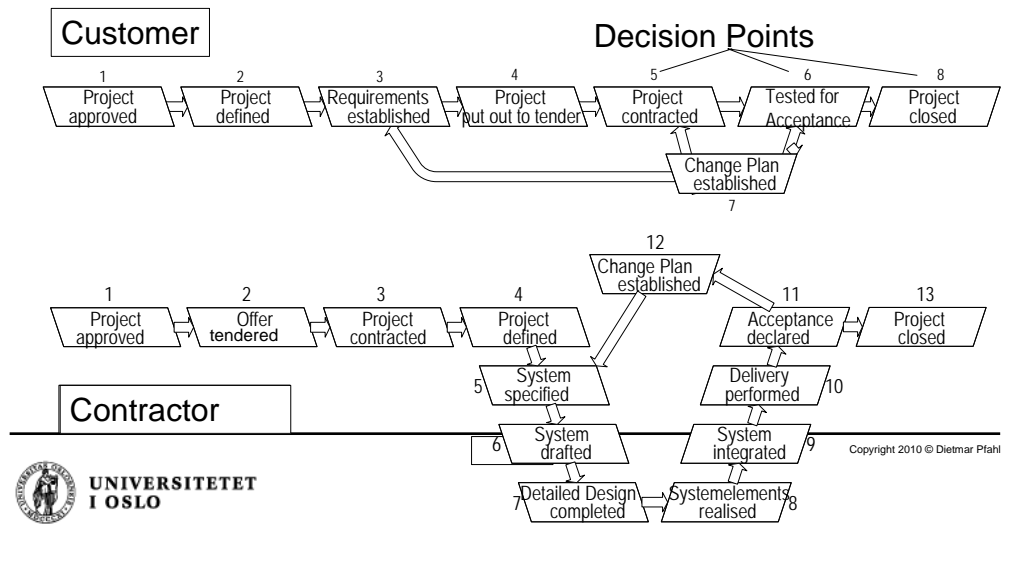 Customer
Decision Points
1
Project
approved
2
Project
defined
3
Requirements
established
4
Project
put out to tender
5
Project
contracted
6
Tested for
Acceptance
8
Project
closed
Change Plan
established
7
12
Change Plan
established
1
Project
approved
2
Offer
tendered
3
Project
contracted
4
Project
defined
11
Acceptance
declared
13
Project
closed
5
System
specified
Delivery
performed
10
Contractor
6
System
drafted
System
integrated
9
Copyright 2010 © Dietmar Pfahl
7
Detailed Design
completed
Systemelements
realised
8
UNIVERSITETET
I OSLO